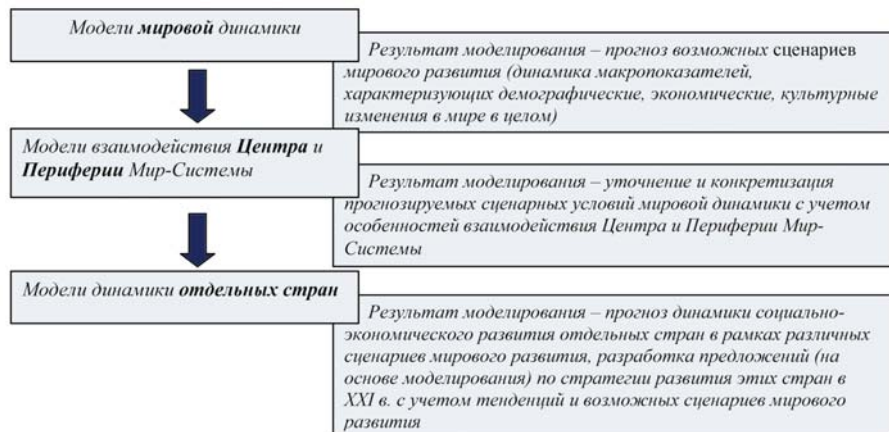 Модели мировой динамики
Результат моделирования – прогноз возможных сценариев
мирового развития (динамика макропоказателей,
характеризующих демографические, экономические, культурные
изменения в мире в целом)
Модели взаимодействия Центра и
Периферии Мир-Системы
Результат моделирования – уточнение и конкретизация
прогнозируемых сценарных условий мировой динамики с учетом
особенностей взаимодействия Центра и Периферии Мир-
Системы
Модели динамики отдельных стран
Результат моделирования – прогноз динамики социально-
экономического развития отдельных стран в рамках различных
сценариев мирового развития, разработка предложений (на
основе моделирования) по стратегии развития этих стран в
XXI в. с учетом тенденций и возможных сценариев мирового
развития